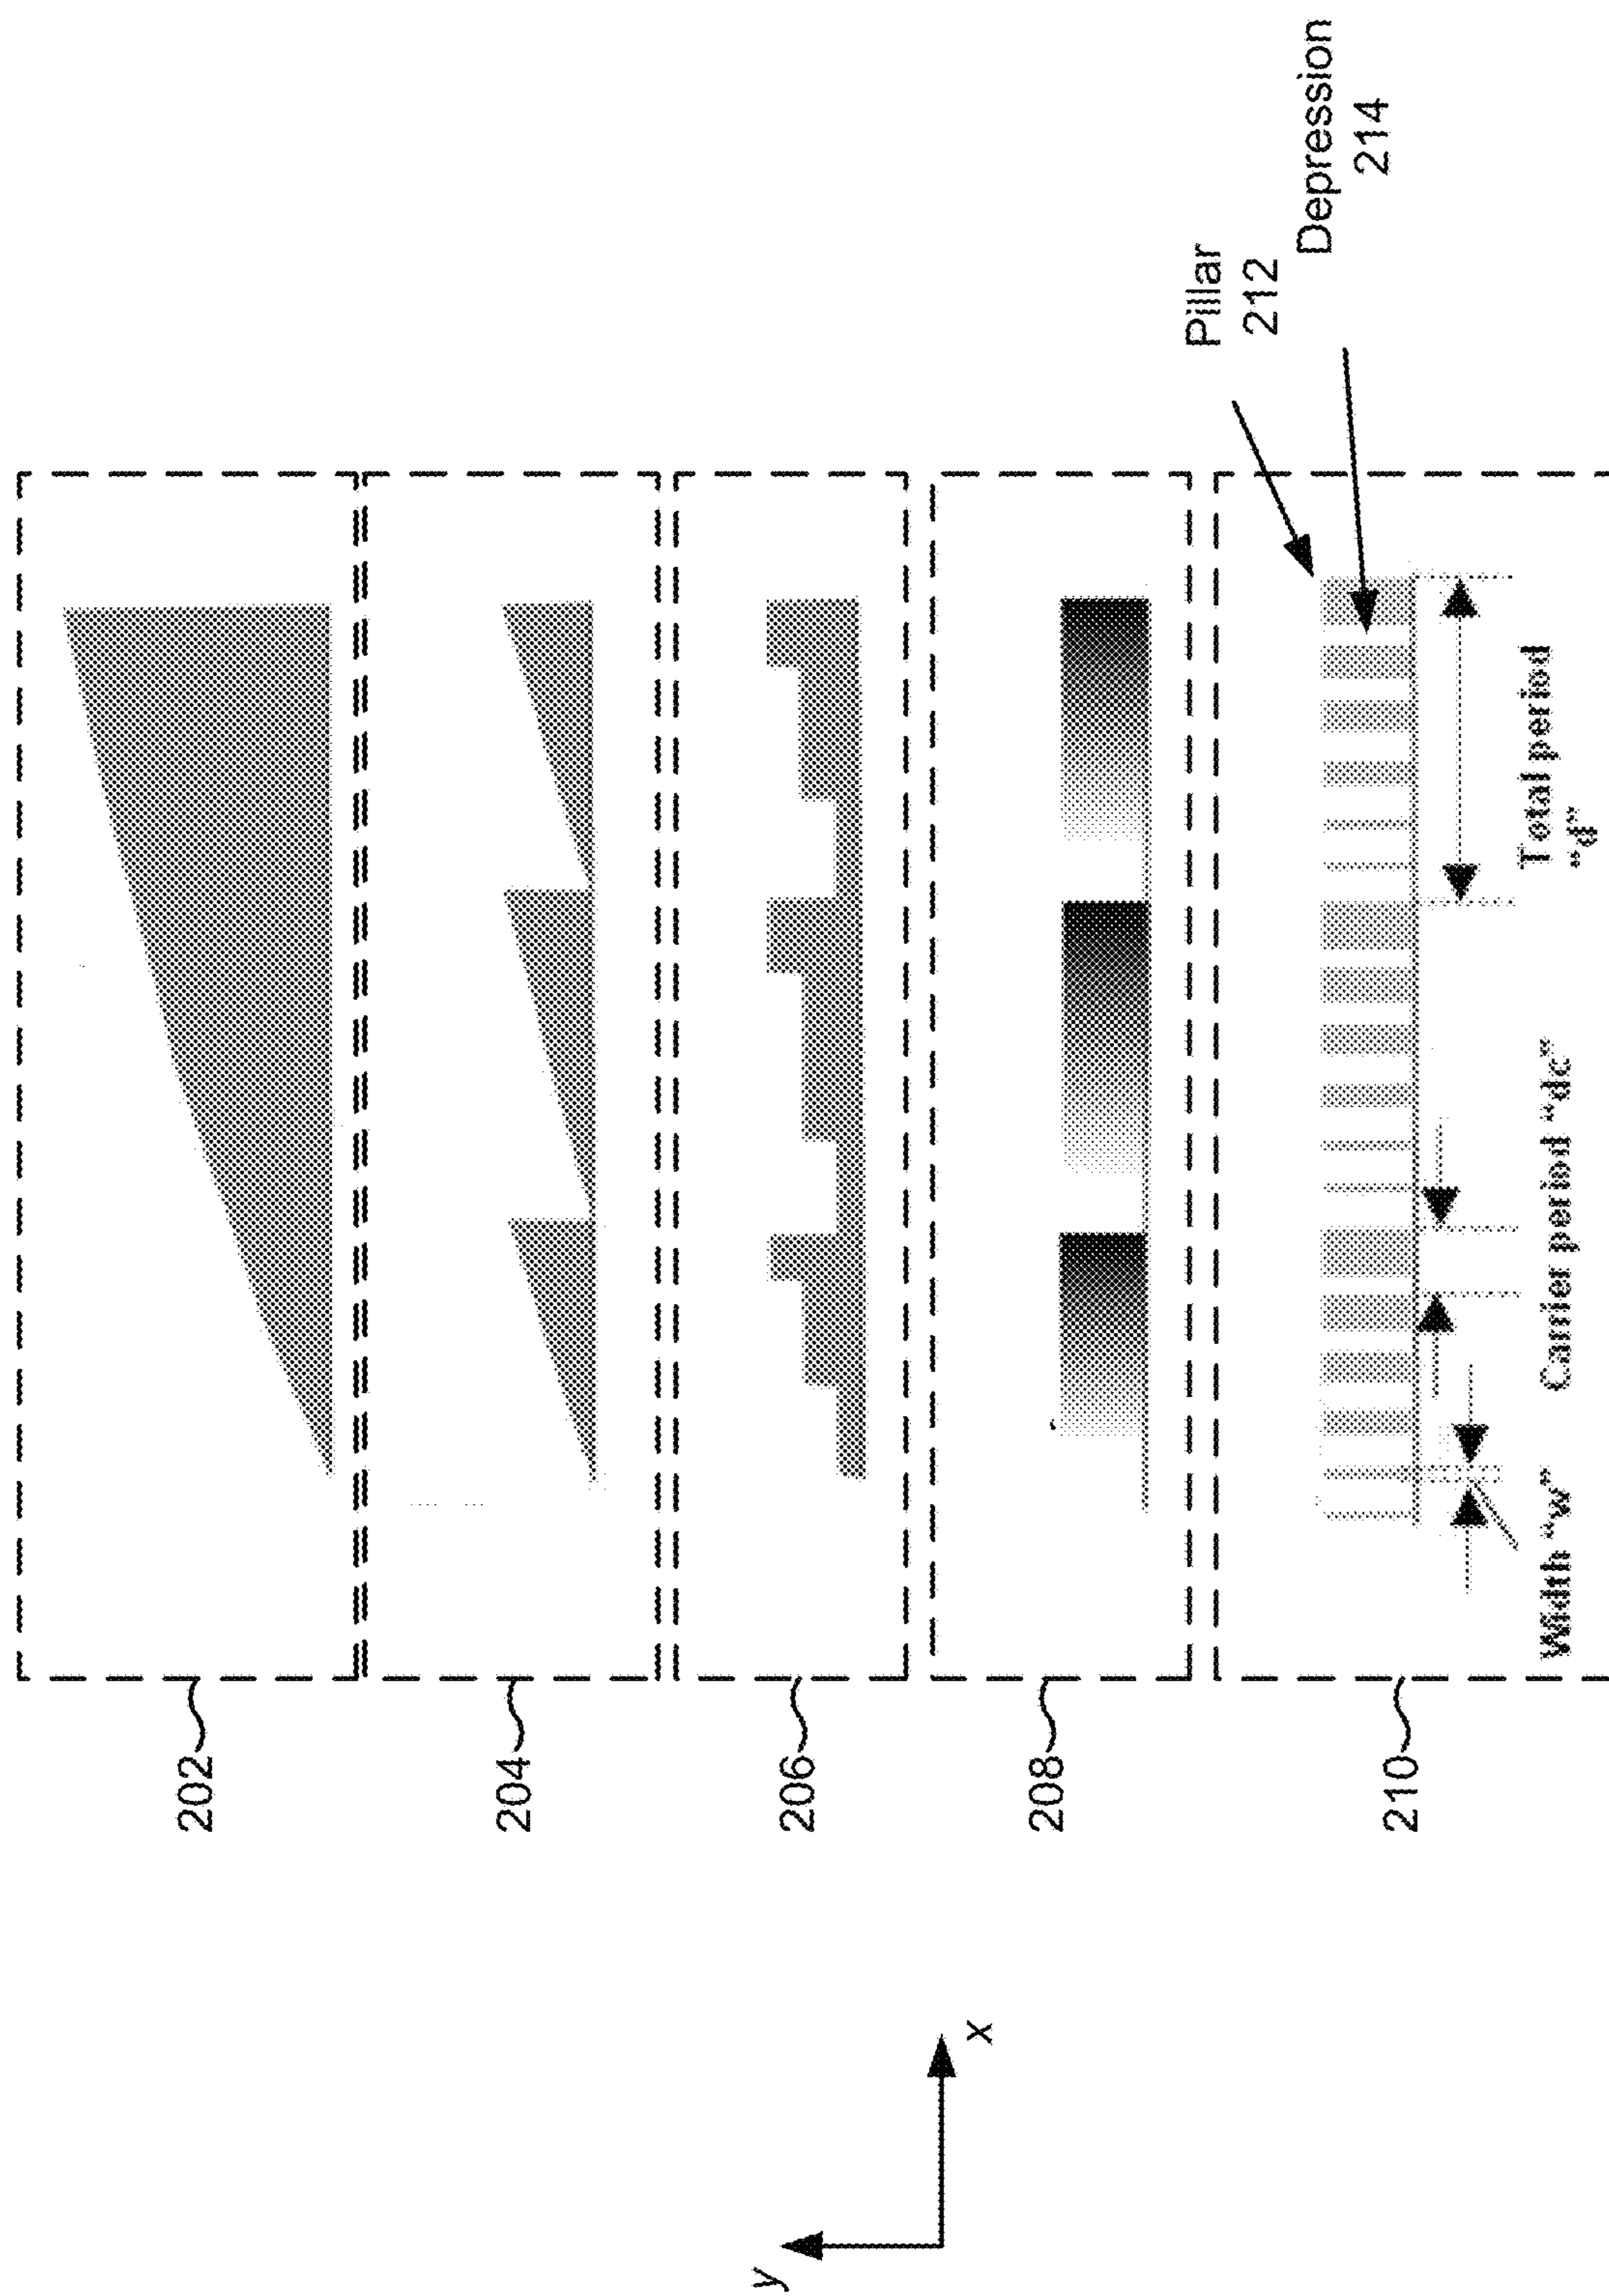 202
204
206
208
210
Pillar
212
Depression
214
Width “w”
Carrier period “dc”
Total period
“d”
y
x